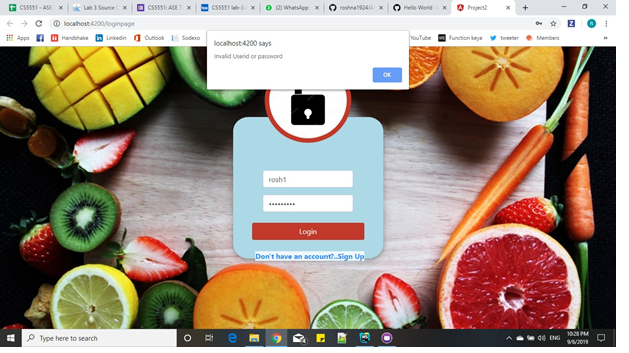 CS5551 - ASE
Lab 3 Source
CS5551: ASE T
CS5551 lab-
(2) WhatsApp
roshna1924/
Hello World
Project2
localhost:4200/loginpage
Apps
Handshake
Linkedin
Outlook
Sodexo
YouTube
Function keya
tweeter
Members
localhost:4200 says
Invalid Userid or password
OK
rosh1
•••••••••
Login
Don't have an account?..Sign Up
Type here to search
ENG
10:28 PM
9/6/2019